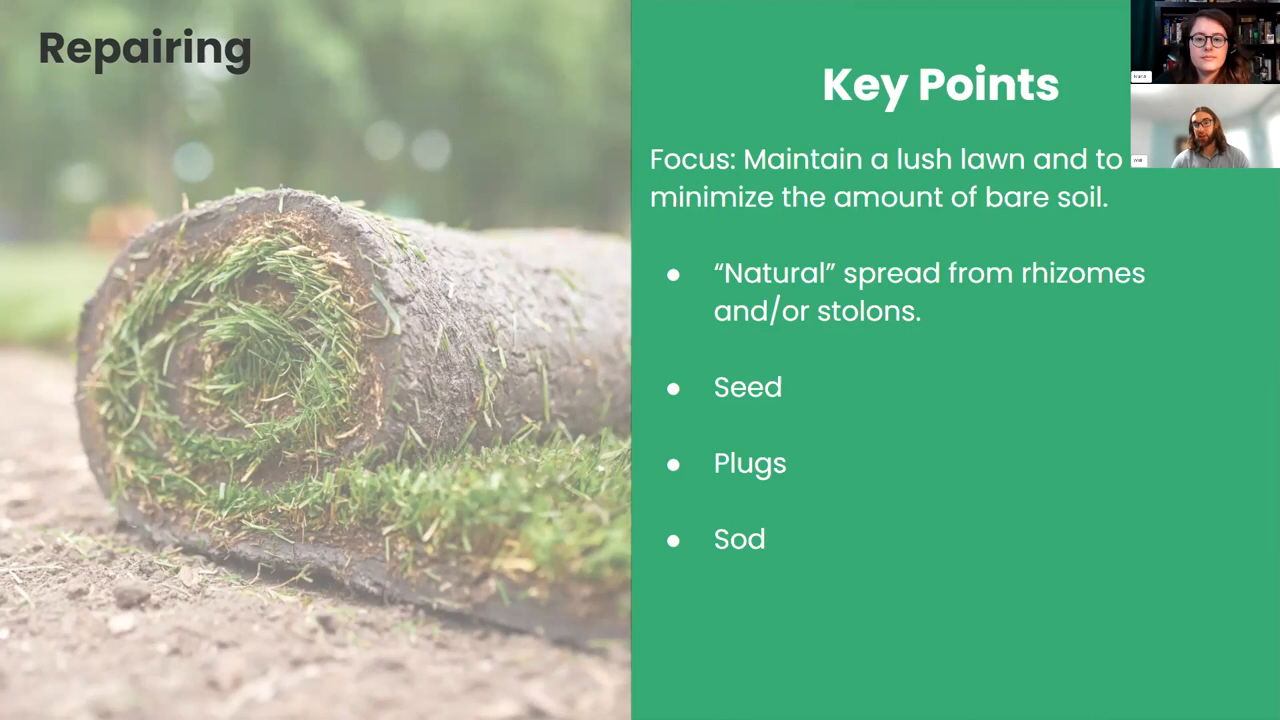 Repairing
Key Points
Focus: Maintain a lush lawn and to
minimize the amount of bare soil.
● “Natural” spread from rhizomes
and/or stolons.
● Seed
● Plugs
● Sod